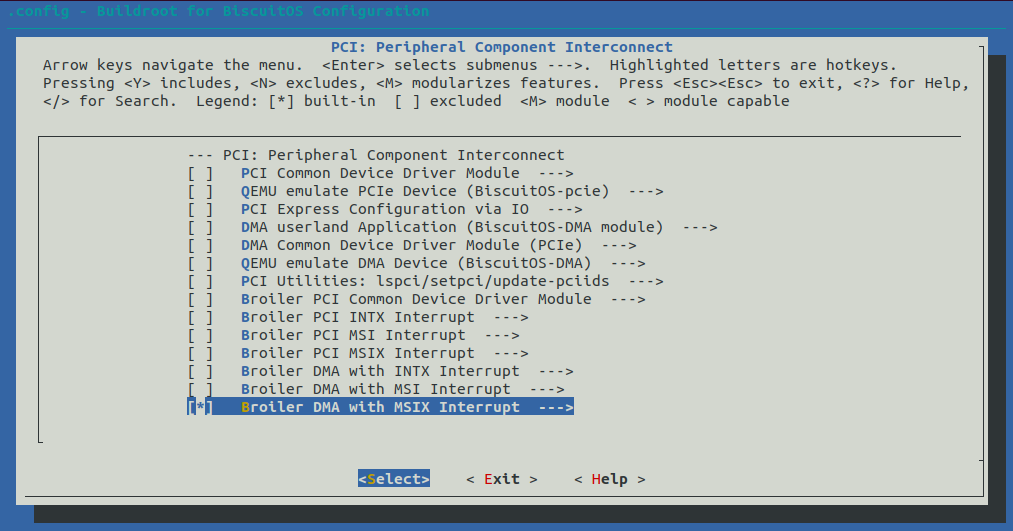 .config - Buildroot for BiscuitOS Configuration
PCI: Peripheral Component Interconnect
Arrow keys navigate the menu.  <Enter> selects submenus --->.  Highlighted letters are hotkeys.
Pressing <Y> includes, <N> excludes, <M> modularizes features.  Press <Esc><Esc> to exit, <?> for Help,
</> for Search.  Legend: [*] built-in  [ ] excluded  <M> module  < > module capable
--- PCI: Peripheral Component Interconnect
[ ]   PCI Common Device Driver Module  --->
[ ]   QEMU emulate PCIe Device (BiscuitOS-pcie)  --->
[ ]   PCI Express Configuration via IO  --->
[ ]   DMA userland Application (BiscuitOS-DMA module)  --->
[ ]   DMA Common Device Driver Module (PCIe)  --->
[ ]   QEMU emulate DMA Device (BiscuitOS-DMA)  --->
[ ]   PCI Utilities: lspci/setpci/update-pciids  --->
[ ]   Broiler PCI Common Device Driver Module  --->
[ ]   Broiler PCI INTX Interrupt  --->
[ ]   Broiler PCI MSI Interrupt  --->
[ ]   Broiler PCI MSIX Interrupt  --->
[ ]   Broiler DMA with INTX Interrupt  --->
[ ]   Broiler DMA with MSI Interrupt  --->
[*]   Broiler DMA with MSIX Interrupt  --->
<Select>    < Exit >    < Help >